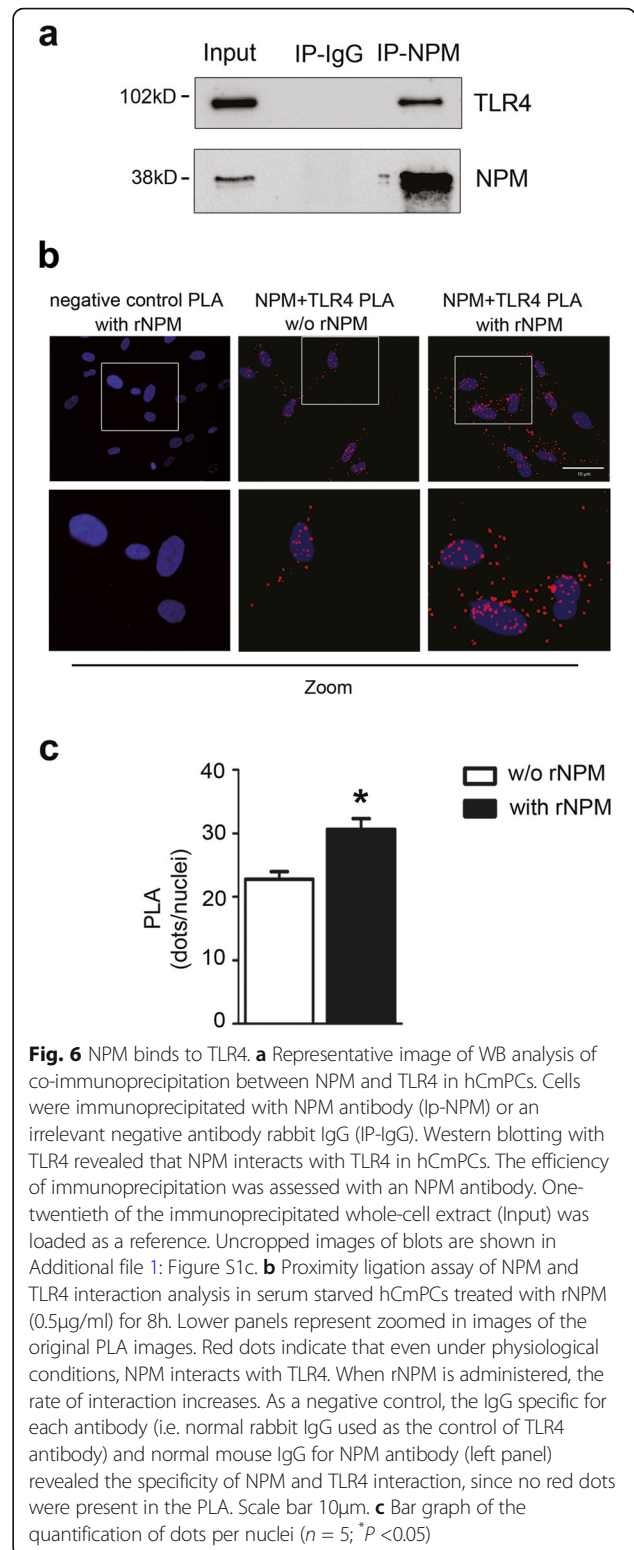 a
Input IP-IgG IP-NPM
102kD
TLR4
38kD
NPM
b
negative control PLA
with rNPM
NPM+TLR4 PLA
w/o rNPM
NPM+TLR4 PLA
with rNPM
10 µm
Zoom
c
PLA
(dots/nuclei)
40
30
20
10
0
*
w/o rNPM
with rNPM
Fig. 6 NPM binds to TLR4. a Representative image of WB analysis of
co-immunoprecipitation between NPM and TLR4 in hCmPCs. Cells
were immunoprecipitated with NPM antibody (Ip-NPM) or an
irrelevant negative antibody rabbit IgG (IP-IgG). Western blotting with
TLR4 revealed that NPM interacts with TLR4 in hCmPCs. The efficiency
of immunoprecipitation was assessed with an NPM antibody. One-
twentieth of the immunoprecipitated whole-cell extract (Input) was
loaded as a reference. Uncropped images of blots are shown in
Additional file 1: Figure S1c. b Proximity ligation assay of NPM and
TLR4 interaction analysis in serum starved hCmPCs treated with rNPM
(0.5µg/ml) for 8h. Lower panels represent zoomed in images of the
original PLA images. Red dots indicate that even under physiological
conditions, NPM interacts with TLR4. When rNPM is administered, the
rate of interaction increases. As a negative control, the IgG specific for
each antibody (i.e. normal rabbit IgG used as the control of TLR4
antibody) and normal mouse IgG for NPM antibody (left panel)
revealed the specificity of NPM and TLR4 interaction, since no red dots
were present in the PLA. Scale bar 10µm. c Bar graph of the
quantification of dots per nuclei (n = 5; *P <0.05)